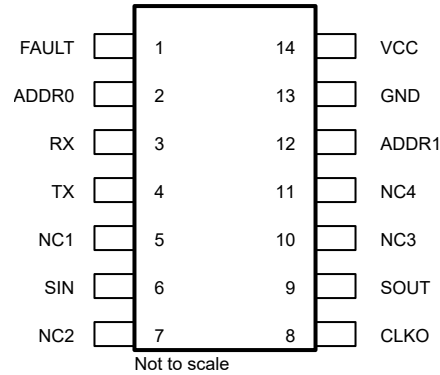 FAULT 1 14 VCC
ADDR0 2 13 GND
RX 3 12 ADDR1
TX 4 11 NC4
NC1 5 10 NC3
SIN 6 9 SOUT
NC2 7 8 CLKO
Not to scale